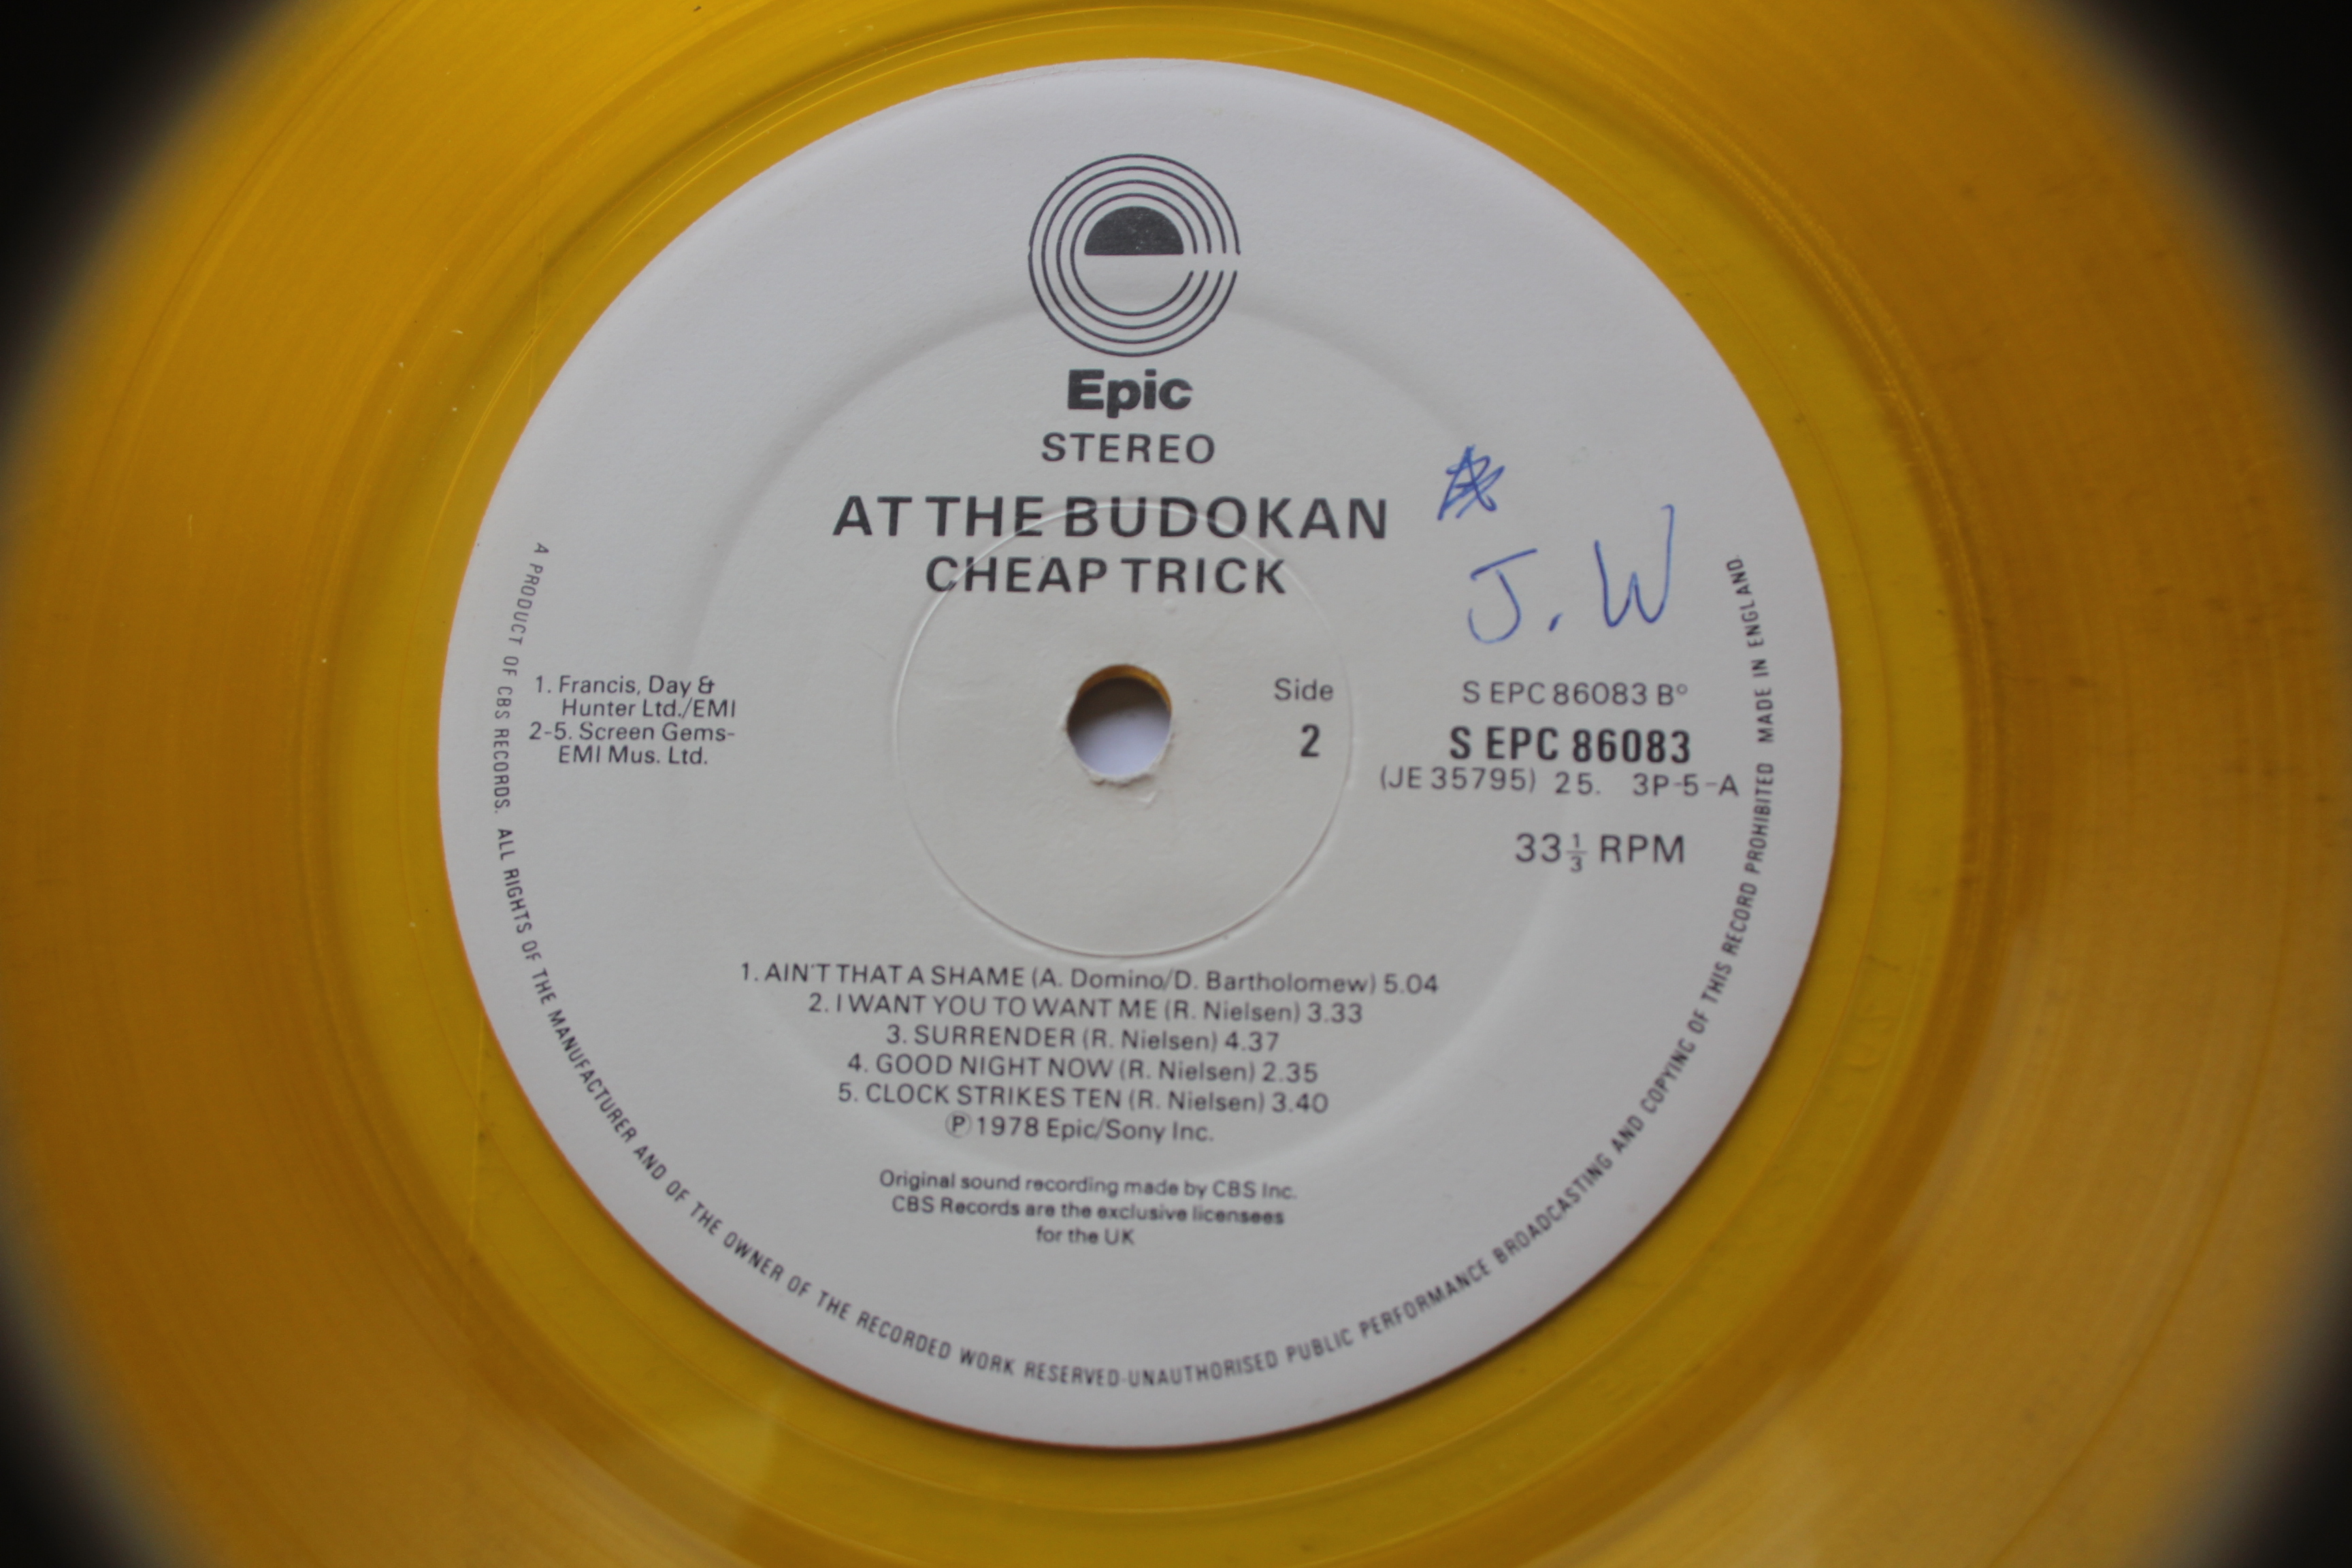 Epic
STEREO
AT THE BUDOKAN
CHEAP TRICK
J. W
1. Francis, Day &
Hunter Ltd./EMI
2-5. Screen Gems-
EMI Mus. Ltd.
Side
2
S EPC 86083 B°
S EPC 86083
(JE 35795) 25. 3P-5-A
33 1/3 RPM
1. AIN'T THAT A SHAME (A. Domino/D. Bartholomew) 5.04
2. I WANT YOU TO WANT ME (R. Nielsen) 3.33
3. SURRENDER (R. Nielsen) 4.37
4. GOOD NIGHT NOW (R. Nielsen) 2.35
5. CLOCK STRIKES TEN (R. Nielsen) 3.40
Ⓟ 1978 Epic/Sony Inc.
Original sound recording made by CBS Inc.
CBS Records are the exclusive licensees
for the UK
A PRODUCT OF CBS RECORDS. ALL RIGHTS OF THE MANUFACTURER AND OF THE OWNER OF THE RECORDED WORK RESERVED-UNAUTHORISED PUBLIC PERFORMANCE BROADCASTING AND COPYING OF THIS RECORD PROHIBITED MADE IN ENGLAND.